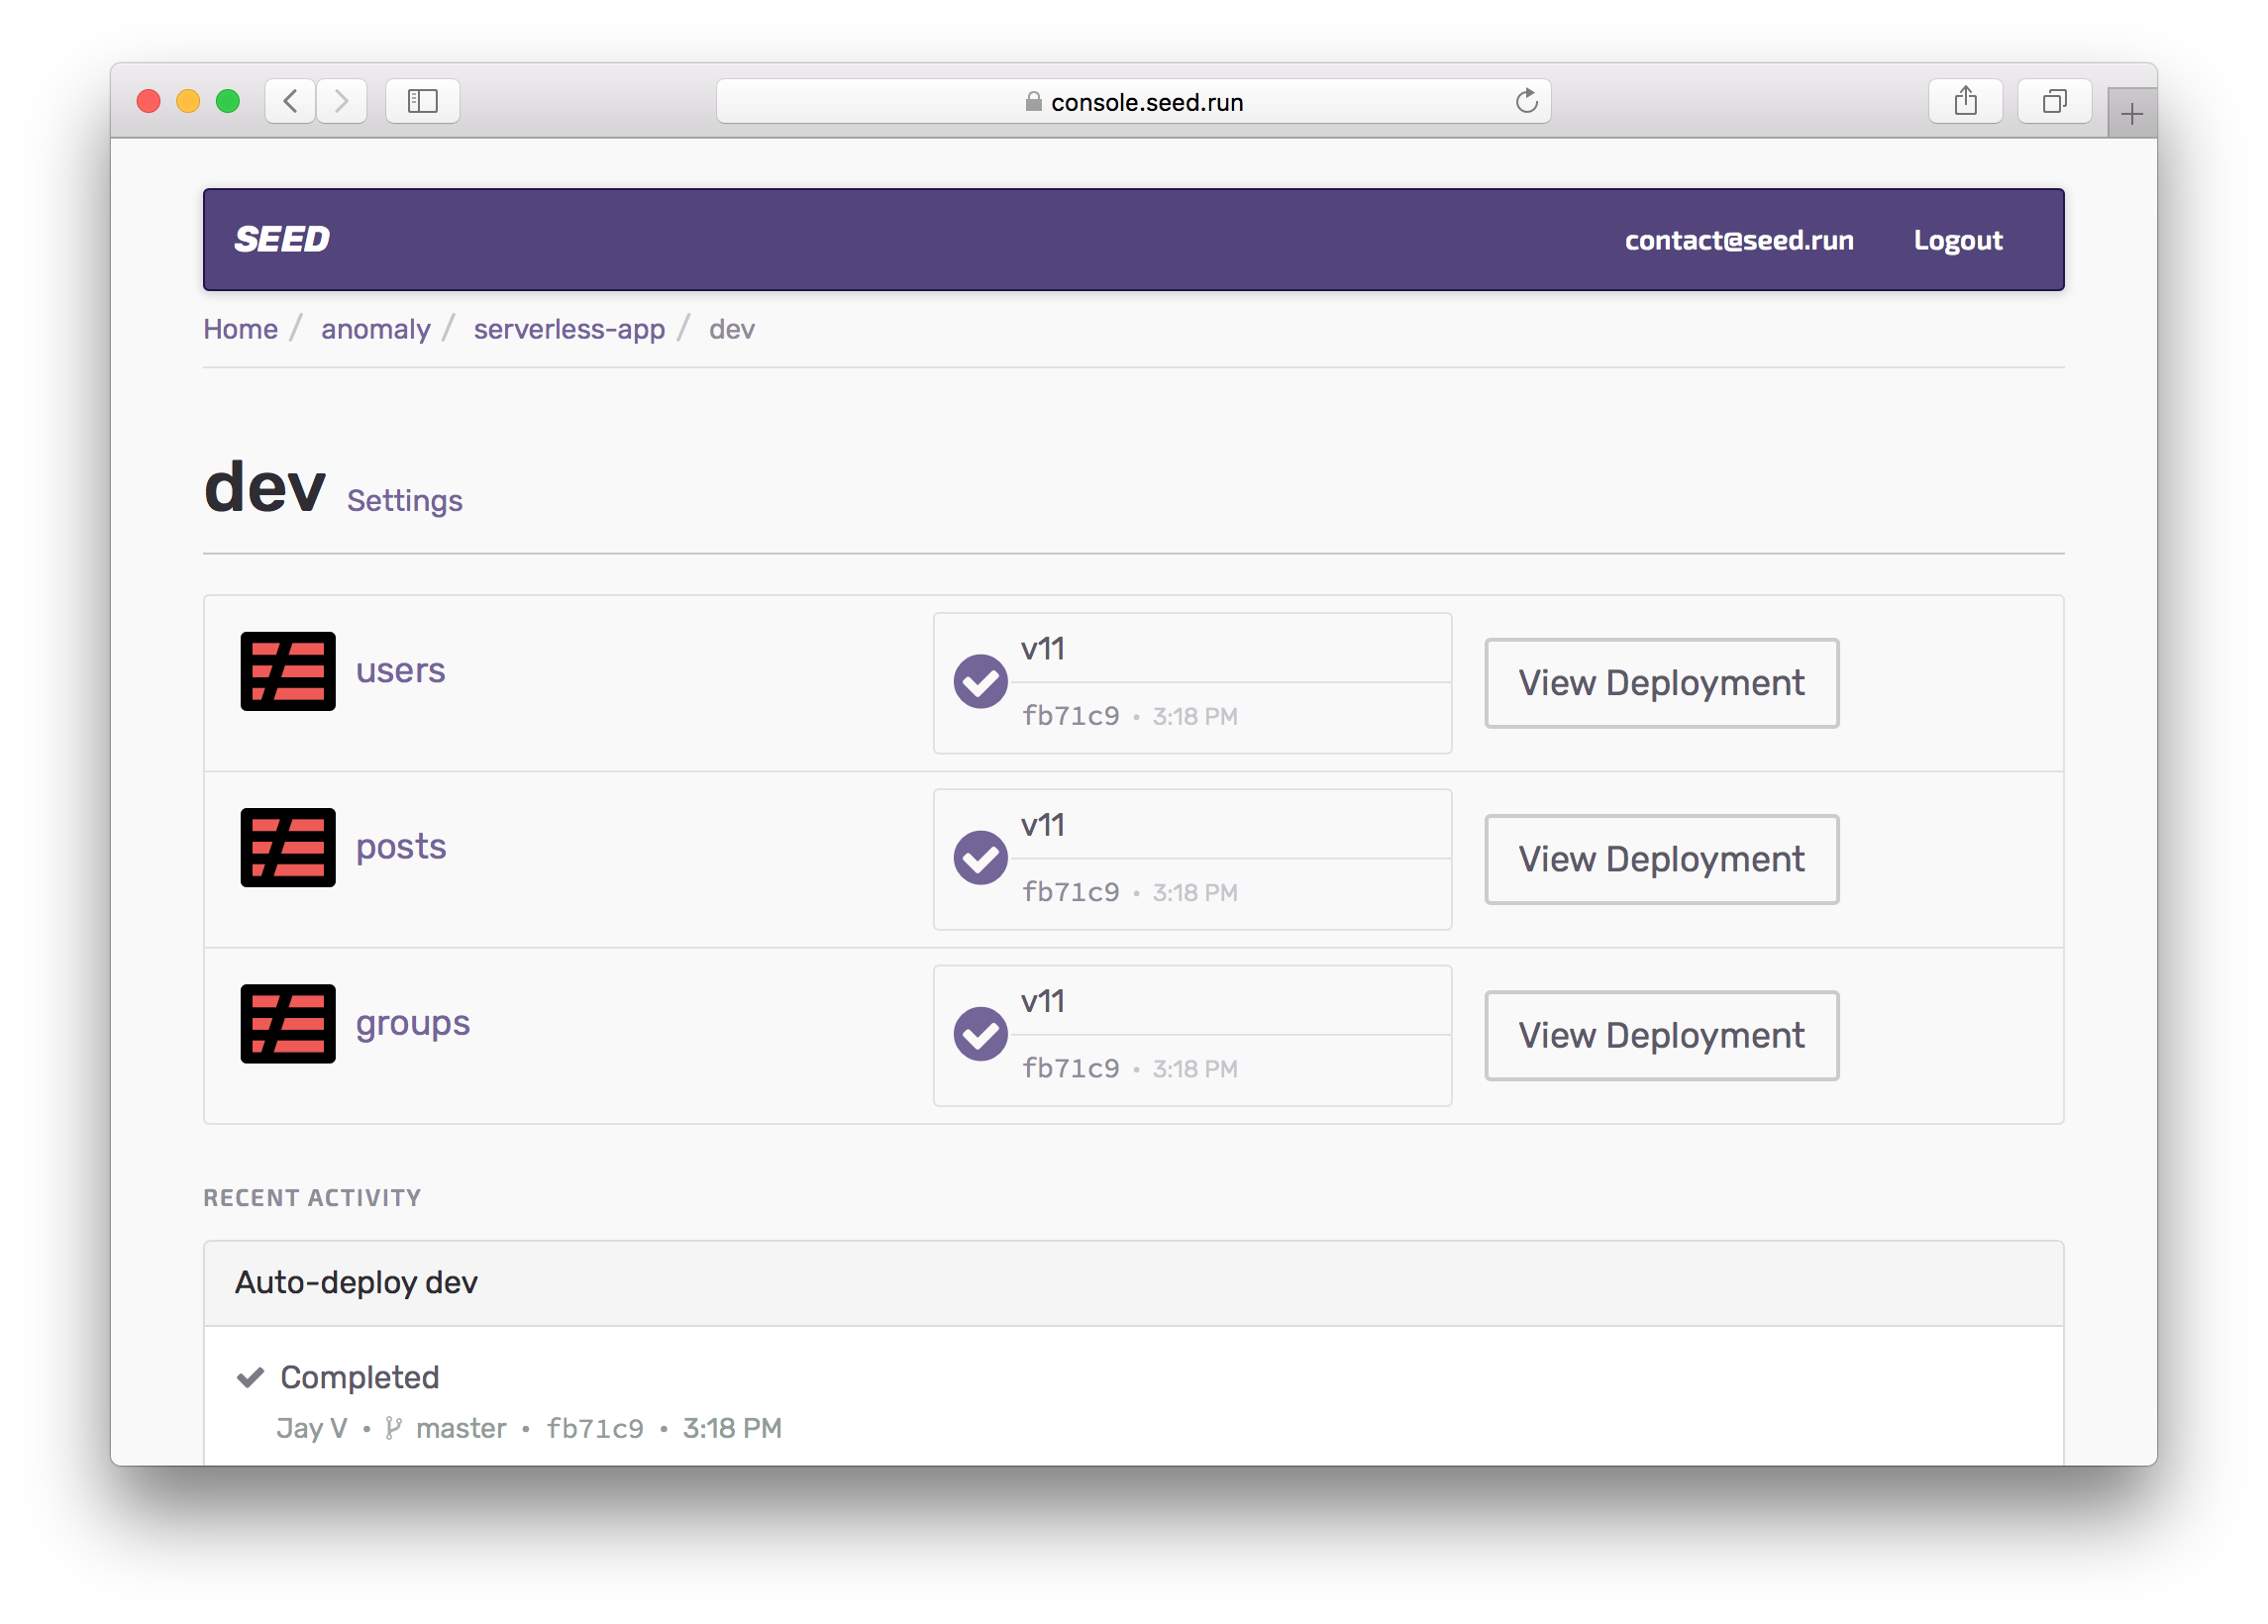 console.seed.run
SEED contact@seed.run Logout
Home / anomaly / serverless-app / dev
dev Settings
users
v11
fb71c9 • 3:18 PM
View Deployment
posts
v11
fb71c9 • 3:18 PM
View Deployment
groups
v11
fb71c9 • 3:18 PM
View Deployment
RECENT ACTIVITY
Auto-deploy dev
Completed
Jay V • master • fb71c9 • 3:18 PM